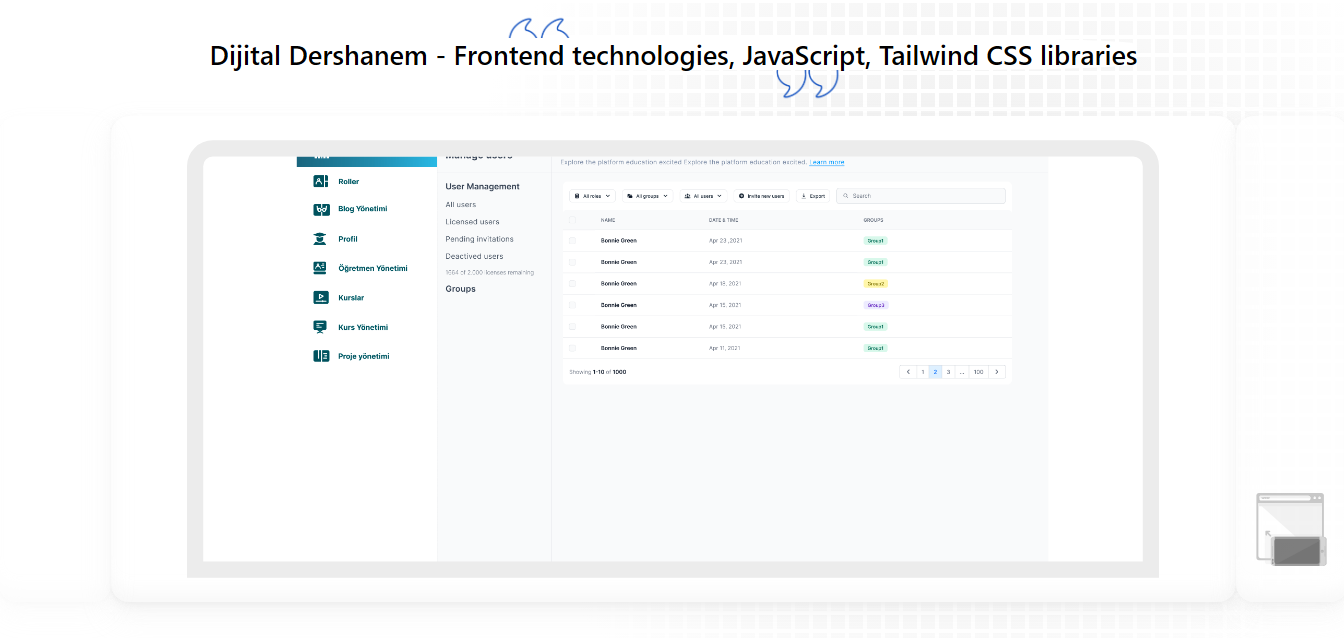 Dijital Dershanem - Frontend technologies, JavaScript, Tailwind CSS libraries
Roller
Blog Yönetimi
Profil
Öğretmen Yönetimi
Kurslar
Kurs Yönetimi
Proje yönetimi
Manage users
User Management
All users
Licensed users
Pending invitations
Deactived users
1664 of 2,000 licenses remaining
Groups
Explore the platform education excited Explore the platform education excited. Learn more
All roles All groups All users Invite new users Export Search
NAME DATE & TIME GROUPS
Bonnie Green Apr 23 ,2021 Group1
Bonnie Green Apr 23, 2021 Group1
Bonnie Green Apr 18, 2021 Group2
Bonnie Green Apr 15, 2021 Group3
Bonnie Green Apr 15, 2021 Group1
Bonnie Green Apr 11, 2021 Group1
Showing 1-10 of 1000 1 2 3 ... 100